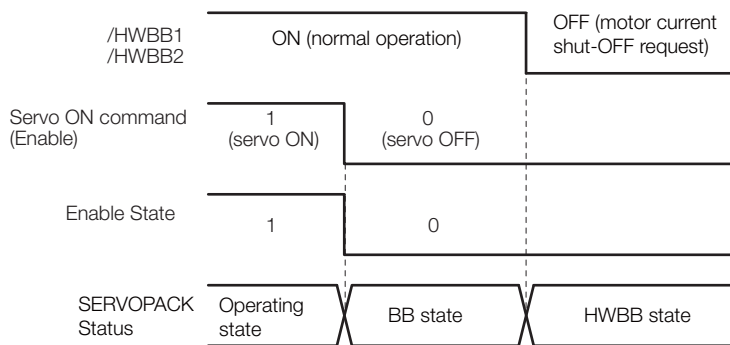 /HWBB1
/HWBB2
ON (normal operation)
OFF (motor current
shut-OFF request)
Servo ON command
(Enable)
1
(servo ON)
0
(servo OFF)
Enable State
1
0
SERVOPACK
Status
Operating
state
BB state
HWBB state